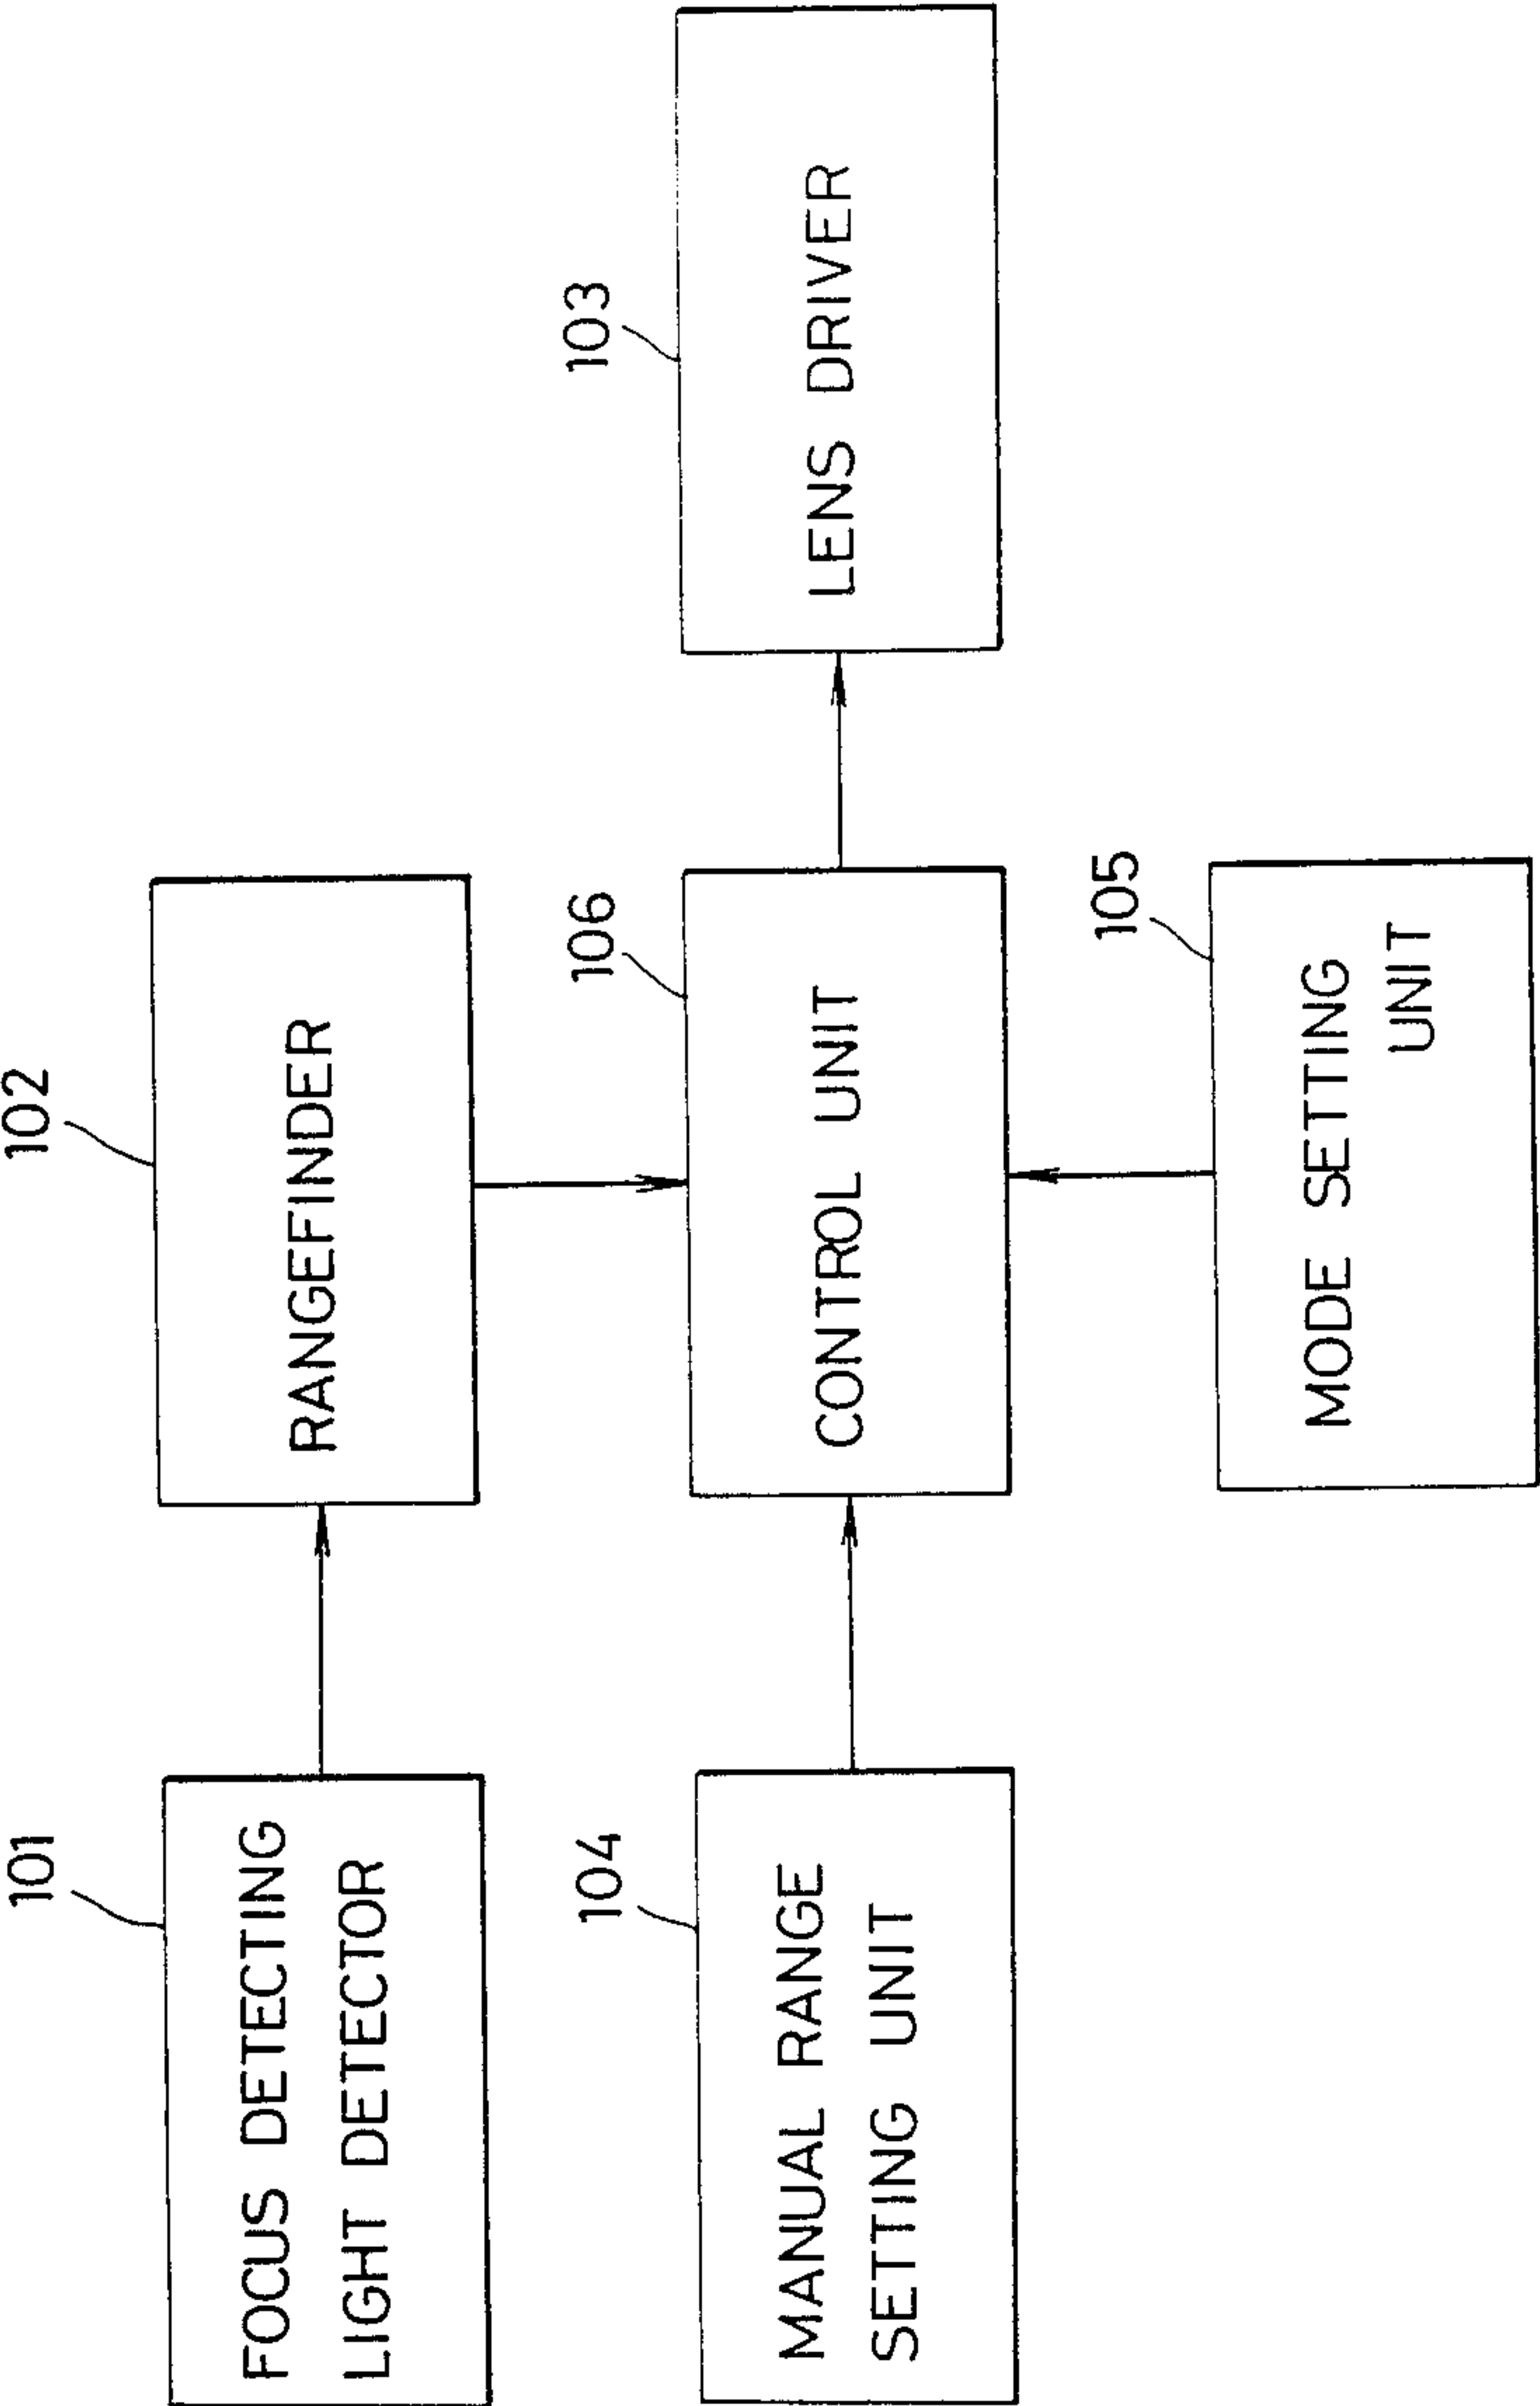 101
FOCUS DETECTING
LIGHT DETECTOR
102
RANGEFINDER
104
MANUAL RANGE
SETTING UNIT
106
CONTROL UNIT
103
LENS DRIVER
105
MODE SETTING
UNIT